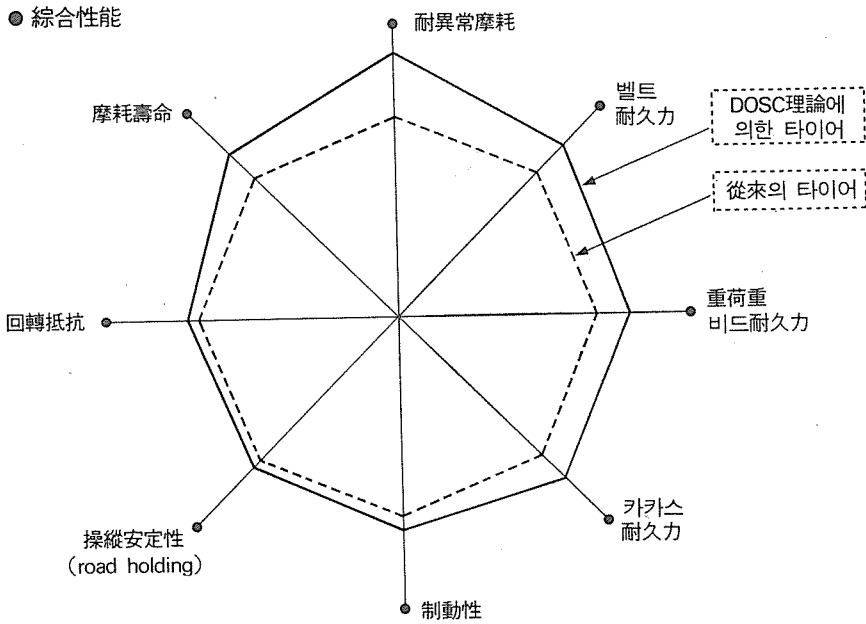 綜合性能
耐異常摩耗
摩耗壽命
벨트
耐久力
DOSC理論에
의한 타이어
從來의 타이어
回轉抵抗
重荷重
비드耐久力
操縱安定性
(road holding)
카카스
耐久力
制動性